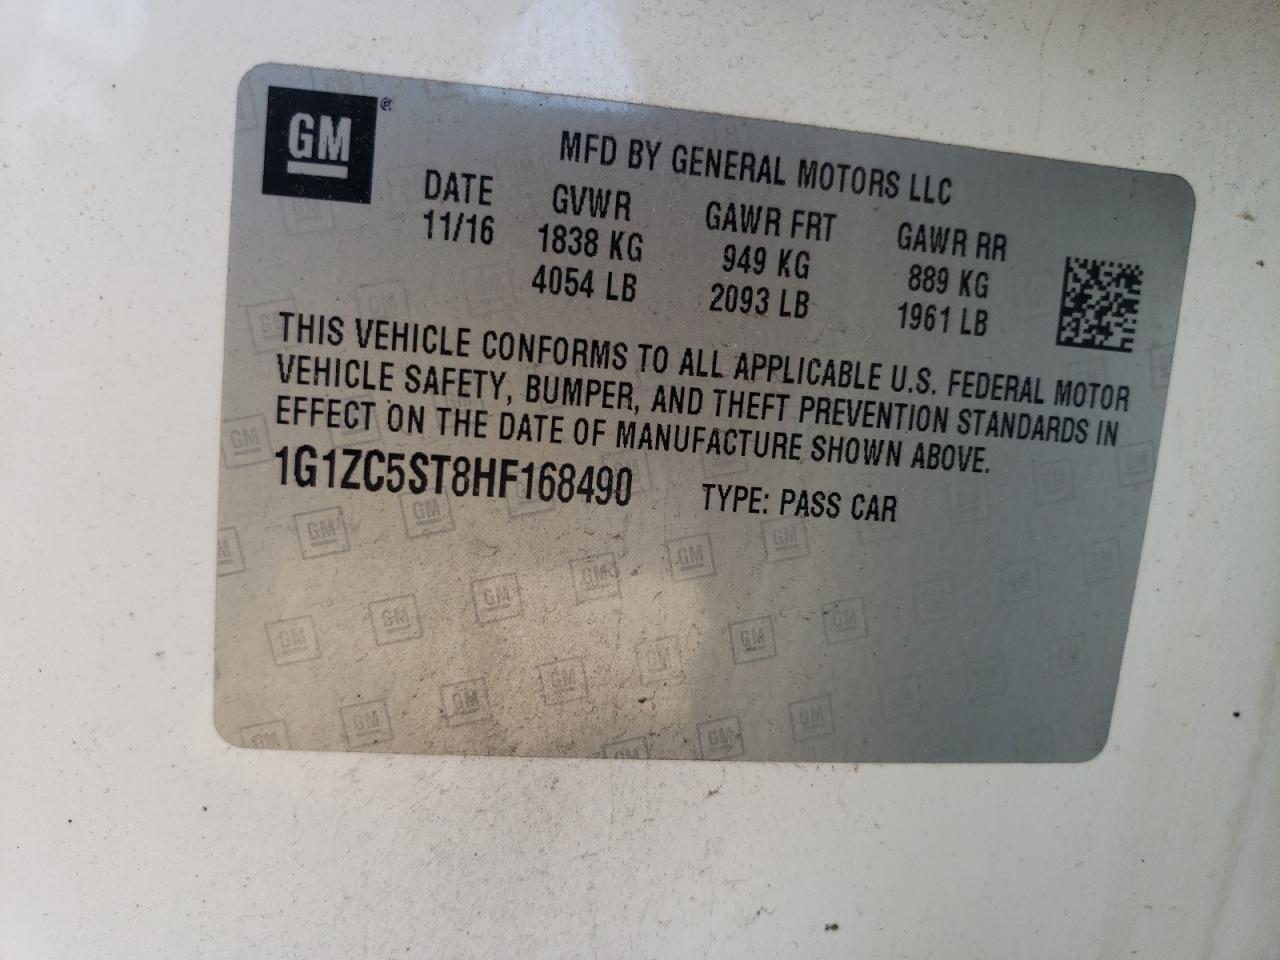 GM ®
MFD BY GENERAL MOTORS LLC
DATE GVWR GAWR FRT GAWR RR
11/16 1838 KG 949 KG 889 KG
4054 LB 2093 LB 1961 LB
THIS VEHICLE CONFORMS TO ALL APPLICABLE U.S. FEDERAL MOTOR
VEHICLE SAFETY, BUMPER, AND THEFT PREVENTION STANDARDS IN
EFFECT ON THE DATE OF MANUFACTURE SHOWN ABOVE.
1G1ZC5ST8HF168490 TYPE: PASS CAR